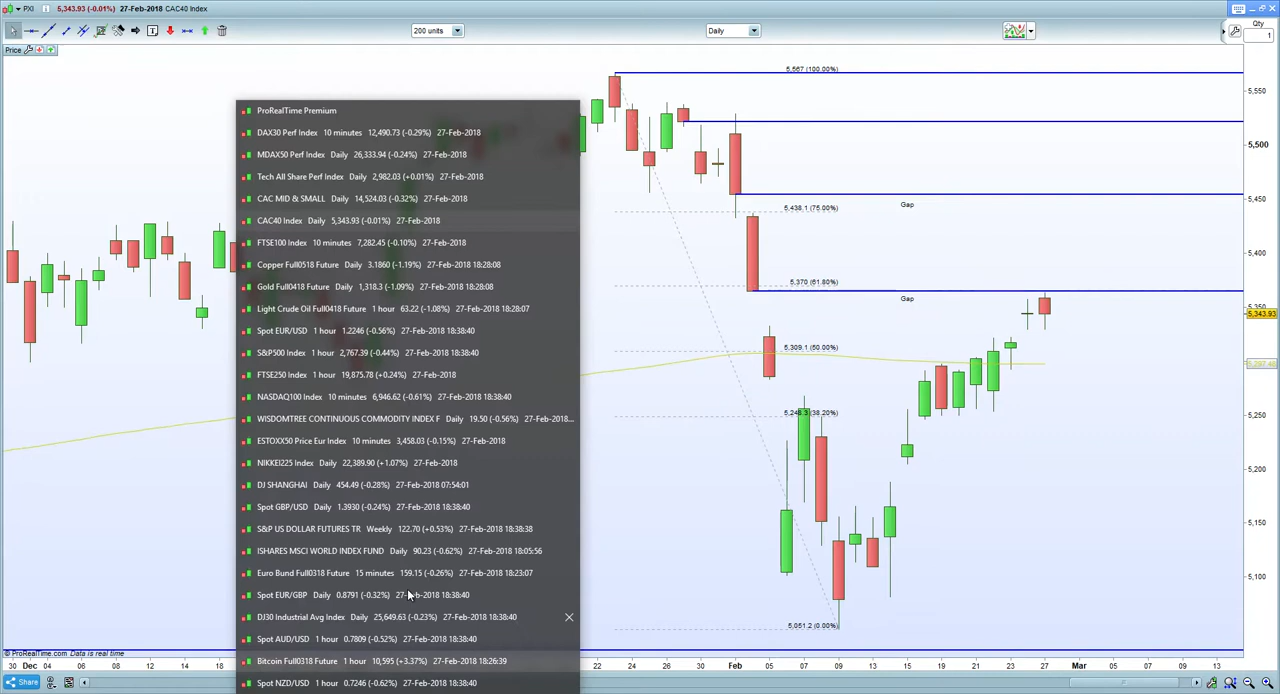 PXI 5,343.93 (-0.01%) 27-Feb-2018 CAC40 Index
200 units
Daily
Qty
1
Price
ProRealTime Premium
DAX30 Perf Index 10 minutes 12,490.73 (-0.29%) 27-Feb-2018
MDAX50 Perf Index Daily 26,333.94 (-0.24%) 27-Feb-2018
Tech All Share Perf Index Daily 2,982.03 (+0.01%) 27-Feb-2018
CAC MID & SMALL Daily 14,524.03 (-0.32%) 27-Feb-2018
CAC40 Index Daily 5,343.93 (-0.01%) 27-Feb-2018
FTSE100 Index 10 minutes 7,282.45 (-0.10%) 27-Feb-2018
Copper Full0518 Future Daily 3.1860 (-1.19%) 27-Feb-2018 18:28:08
Gold Full0418 Future Daily 1,318.3 (-1.09%) 27-Feb-2018 18:28:08
Light Crude Oil Full0418 Future 1 hour 63.22 (-1.08%) 27-Feb-2018 18:28:07
Spot EUR/USD 1 hour 1.2246 (-0.56%) 27-Feb-2018 18:38:40
S&P500 Index 1 hour 2,767.39 (-0.44%) 27-Feb-2018 18:38:40
FTSE250 Index 1 hour 19,875.78 (+0.24%) 27-Feb-2018
NASDAQ100 Index 10 minutes 6,946.62 (-0.61%) 27-Feb-2018 18:38:40
WISDOMTREE CONTINUOUS COMMODITY INDEX F Daily 19.50 (-0.56%) 27-Feb-2018...
ESTOXX50 Price Eur Index 10 minutes 3,458.03 (-0.15%) 27-Feb-2018
NIKKEI225 Index Daily 22,389.90 (+1.07%) 27-Feb-2018
DJ SHANGHAI Daily 454.49 (-0.28%) 27-Feb-2018 07:54:01
Spot GBP/USD Daily 1.3930 (-0.24%) 27-Feb-2018 18:38:40
S&P US DOLLAR FUTURES TR Weekly 122.70 (+0.53%) 27-Feb-2018 18:38:38
ISHARES MSCI WORLD INDEX FUND Daily 90.23 (-0.62%) 27-Feb-2018 18:05:56
Euro Bund Full0318 Future 15 minutes 159.15 (-0.26%) 27-Feb-2018 18:23:07
Spot EUR/GBP Daily 0.8791 (-0.32%) 27-Feb-2018 18:38:40
DJ30 Industrial Avg Index Daily 25,649.63 (-0.23%) 27-Feb-2018 18:38:40
Spot AUD/USD 1 hour 0.7809 (-0.52%) 27-Feb-2018 18:38:40
Bitcoin Full0318 Future 1 hour 10,595 (+3.37%) 27-Feb-2018 18:26:39
Spot NZD/USD 1 hour 0.7246 (-0.62%) 27-Feb-2018 18:38:40
5,567 (100.00%)
Gap
5,438.1 (75.00%)
5,370 (61.80%)
Gap
5,309.1 (50.00%)
5,248.3 (38.20%)
5,051.2 (0.00%)
5,550
5,500
5,450
5,400
5,350
5,343.93
5,250
5,200
5,150
5,100
© ProRealTime.com Data is real time
30 Dec 06 08 12 14 18 22 24 26 30 Feb 05 07 09 13 15 19 21 23 27 Mar 05 07 09 13
Share